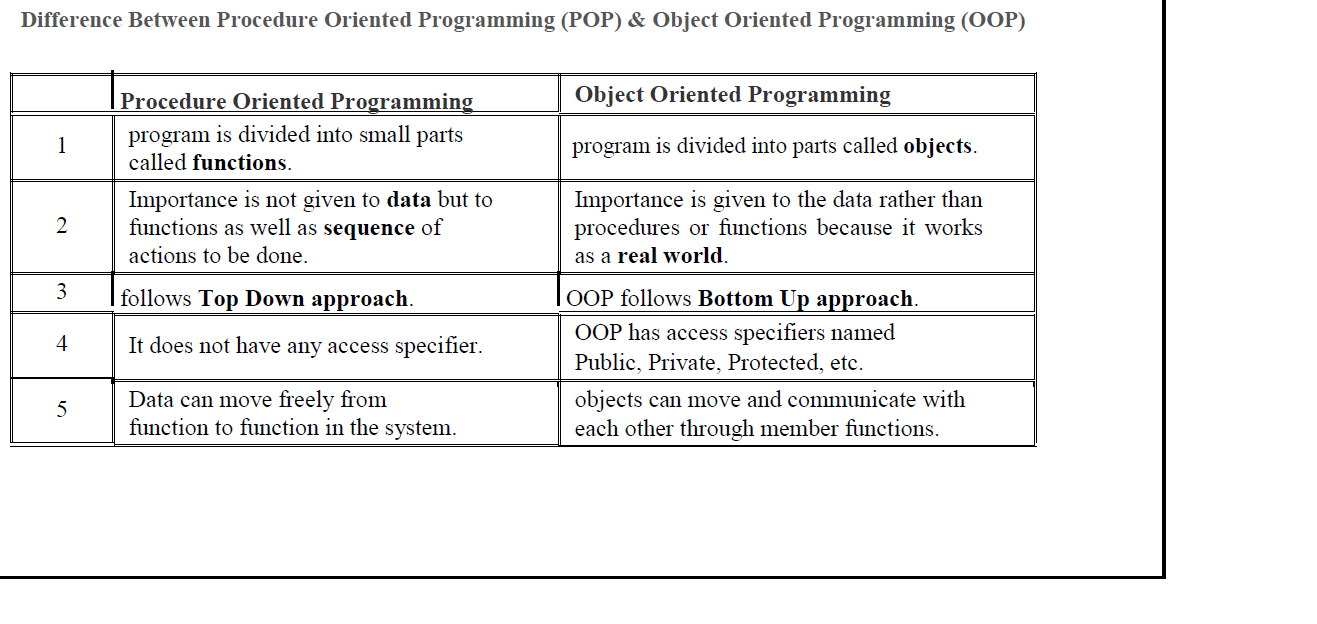 Difference Between Procedure Oriented Programming (POP) & Object Oriented Programming (OOP)
Procedure Oriented Programming
Object Oriented Programming
1
program is divided into small parts
called functions.
program is divided into parts called objects.
2
Importance is not given to data but to
functions as well as sequence of
actions to be done.
Importance is given to the data rather than
procedures or functions because it works
as a real world.
3
follows Top Down approach.
OOP follows Bottom Up approach.
4
It does not have any access specifier.
OOP has access specifiers named
Public, Private, Protected, etc.
5
Data can move freely from
function to function in the system.
objects can move and communicate with
each other through member functions.